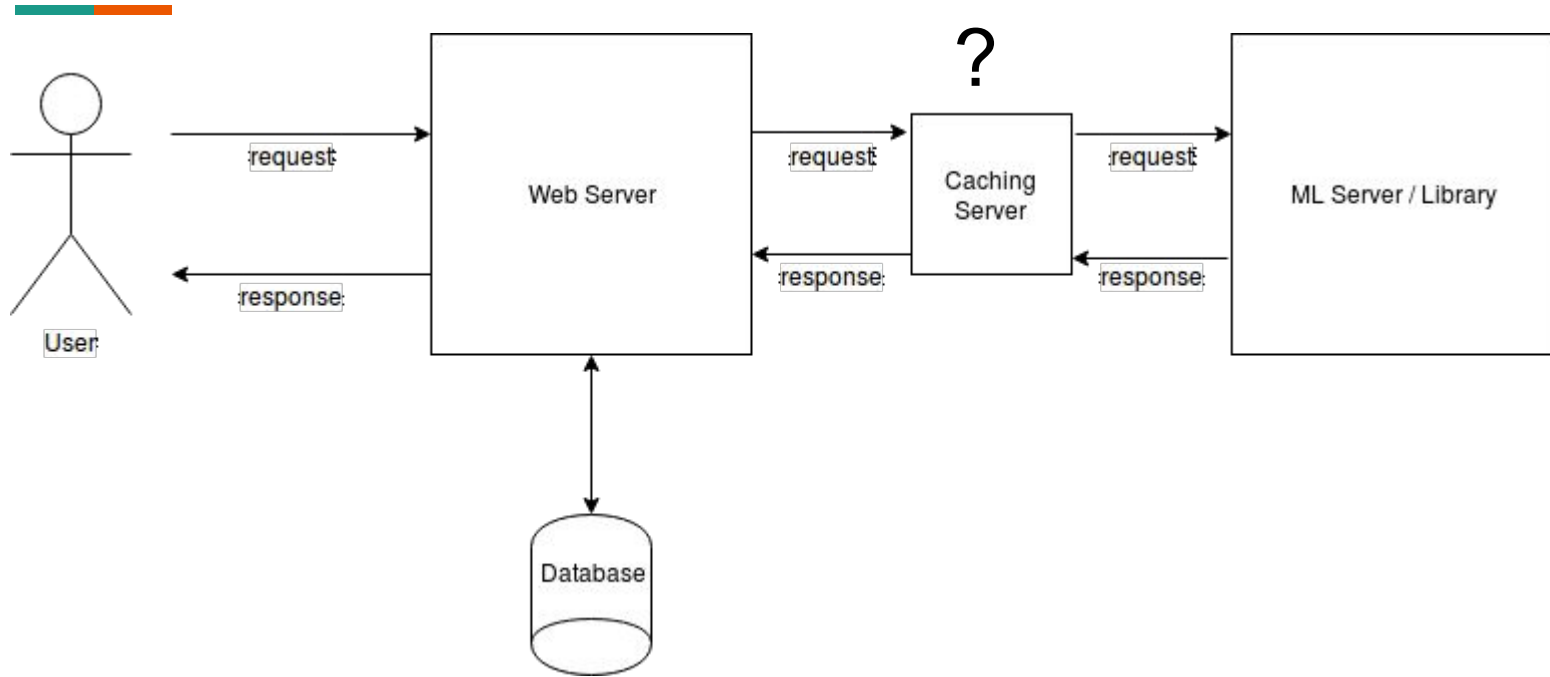 ?
request
request
request
Web Server
Caching
Server
ML Server / Library
response
response
response
User
Database